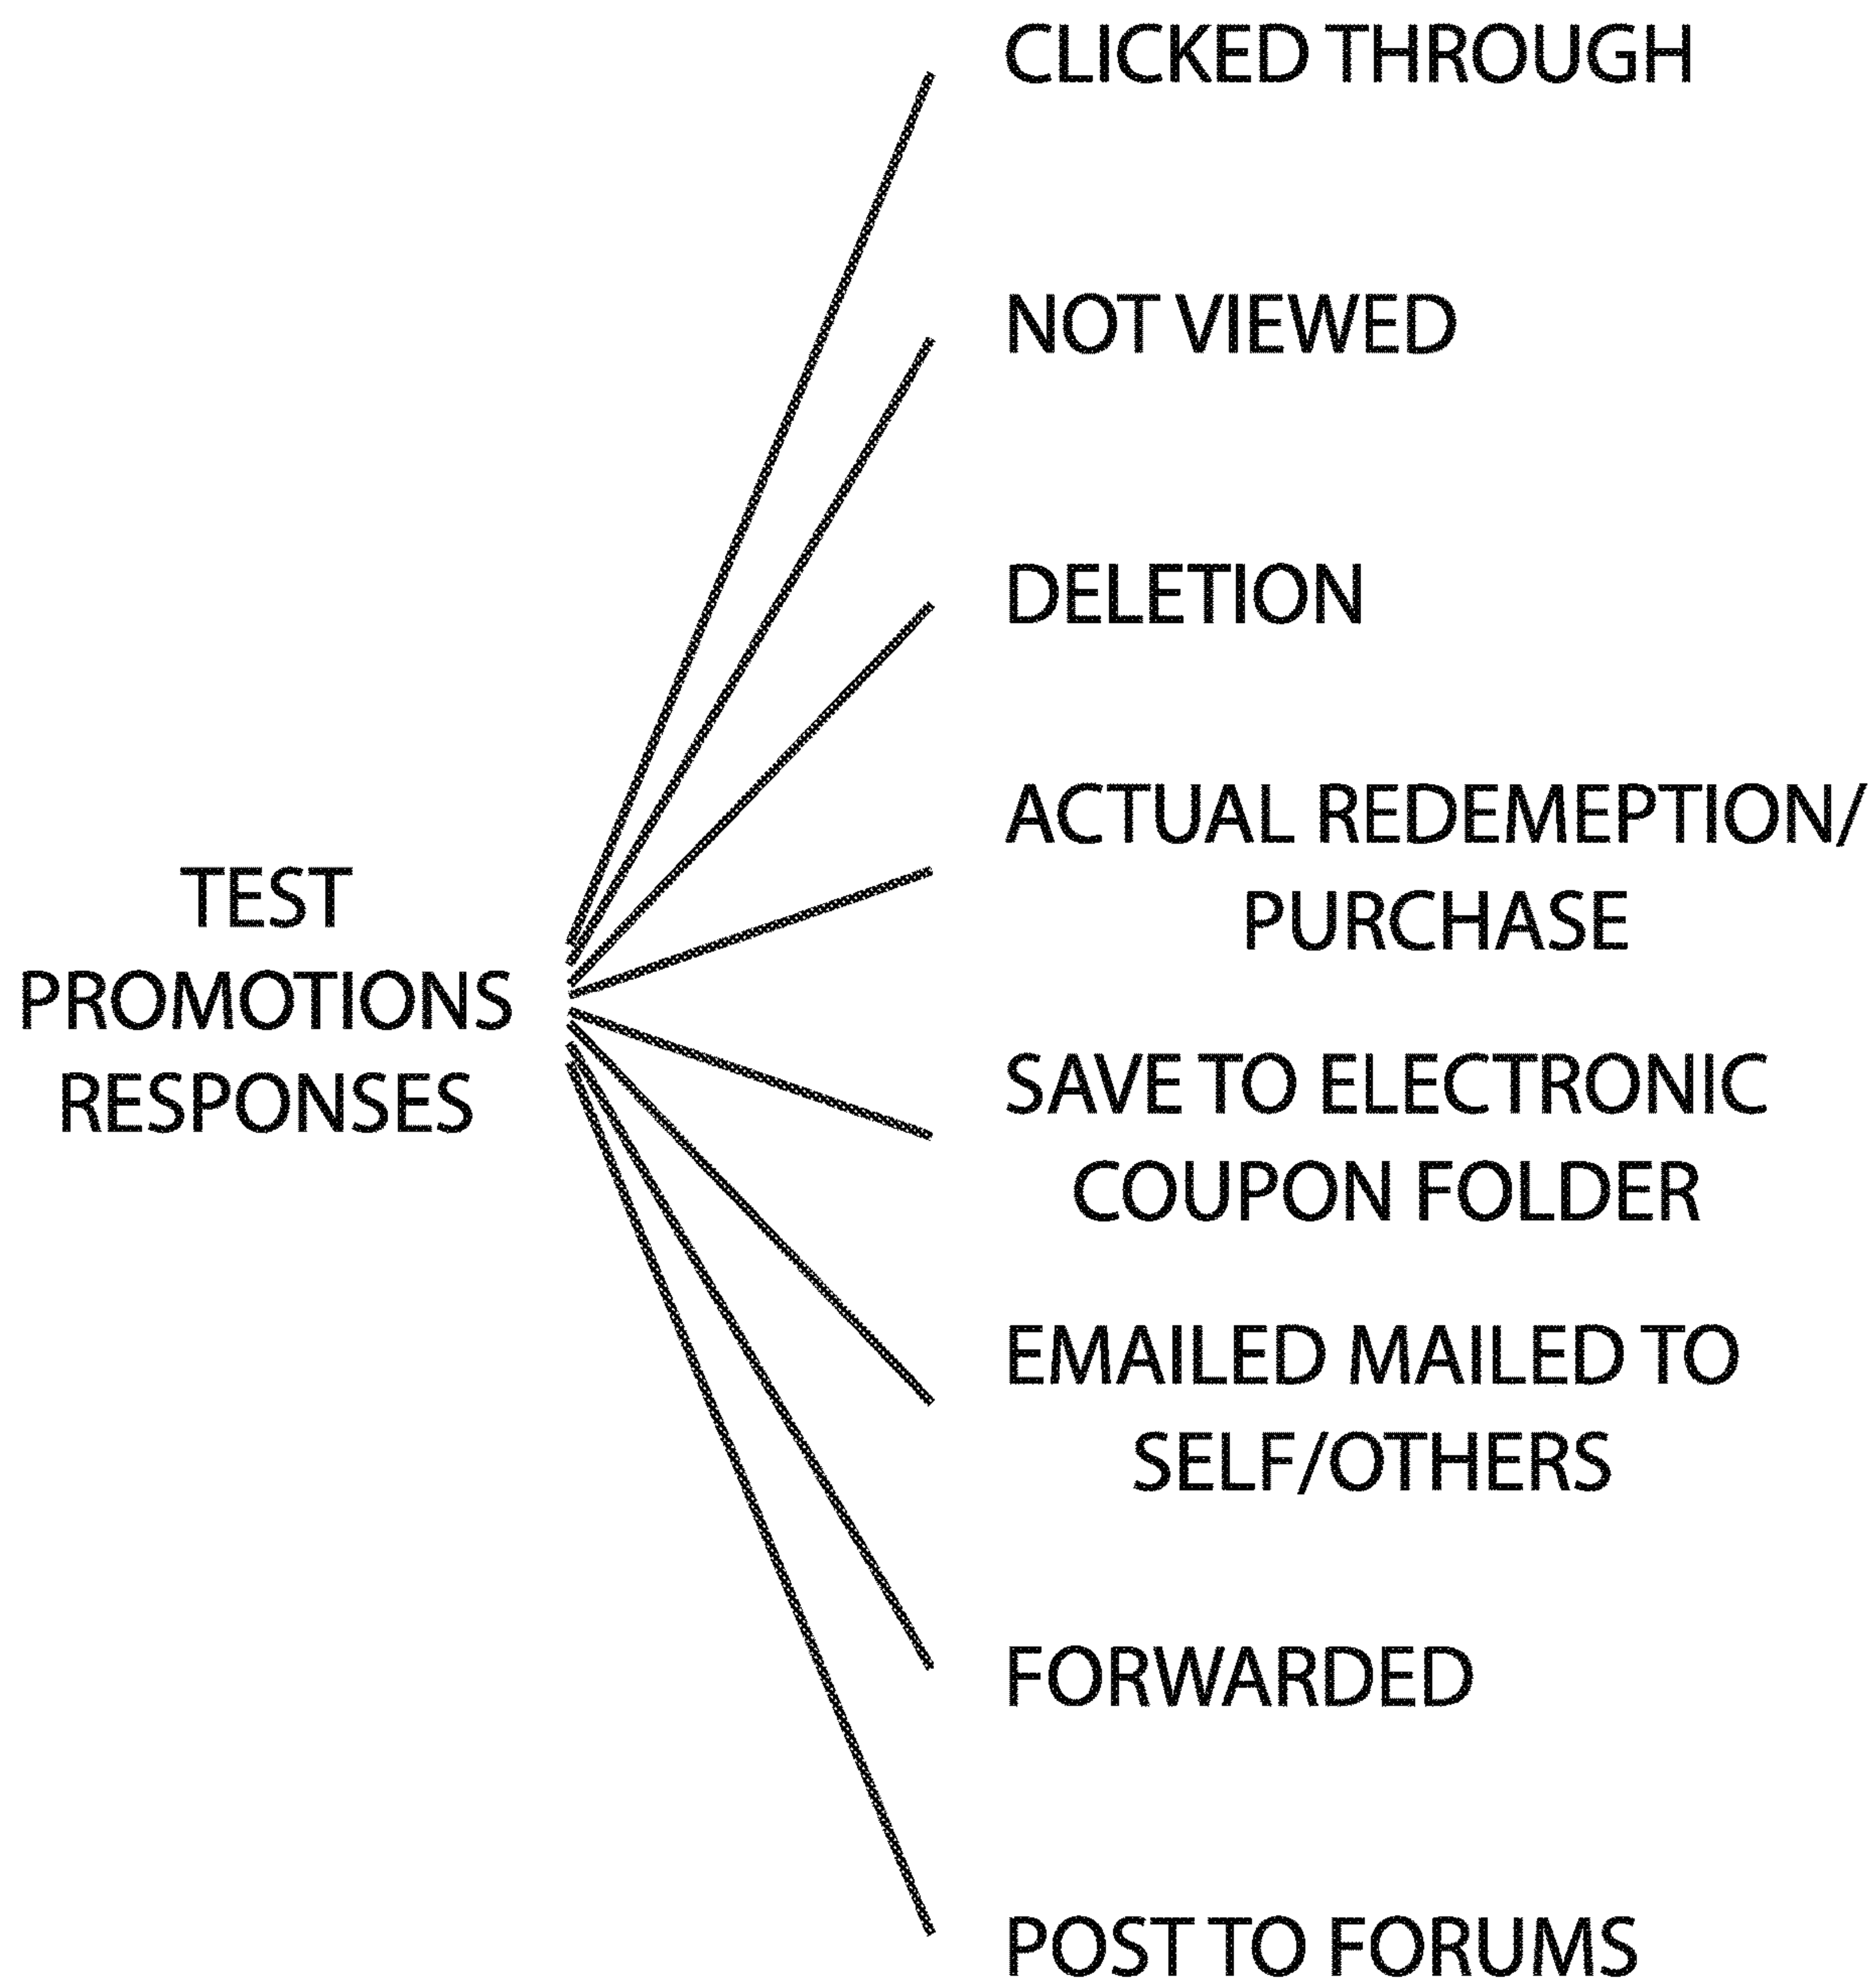 TEST
PROMOTIONS
RESPONSES
CLICKED THROUGH
NOT VIEWED
DELETION
ACTUAL REDEMEPTION/
PURCHASE
SAVE TO ELECTRONIC
COUPON FOLDER
EMAILED MAILED TO
SELF/OTHERS
FORWARDED
POST TO FORUMS